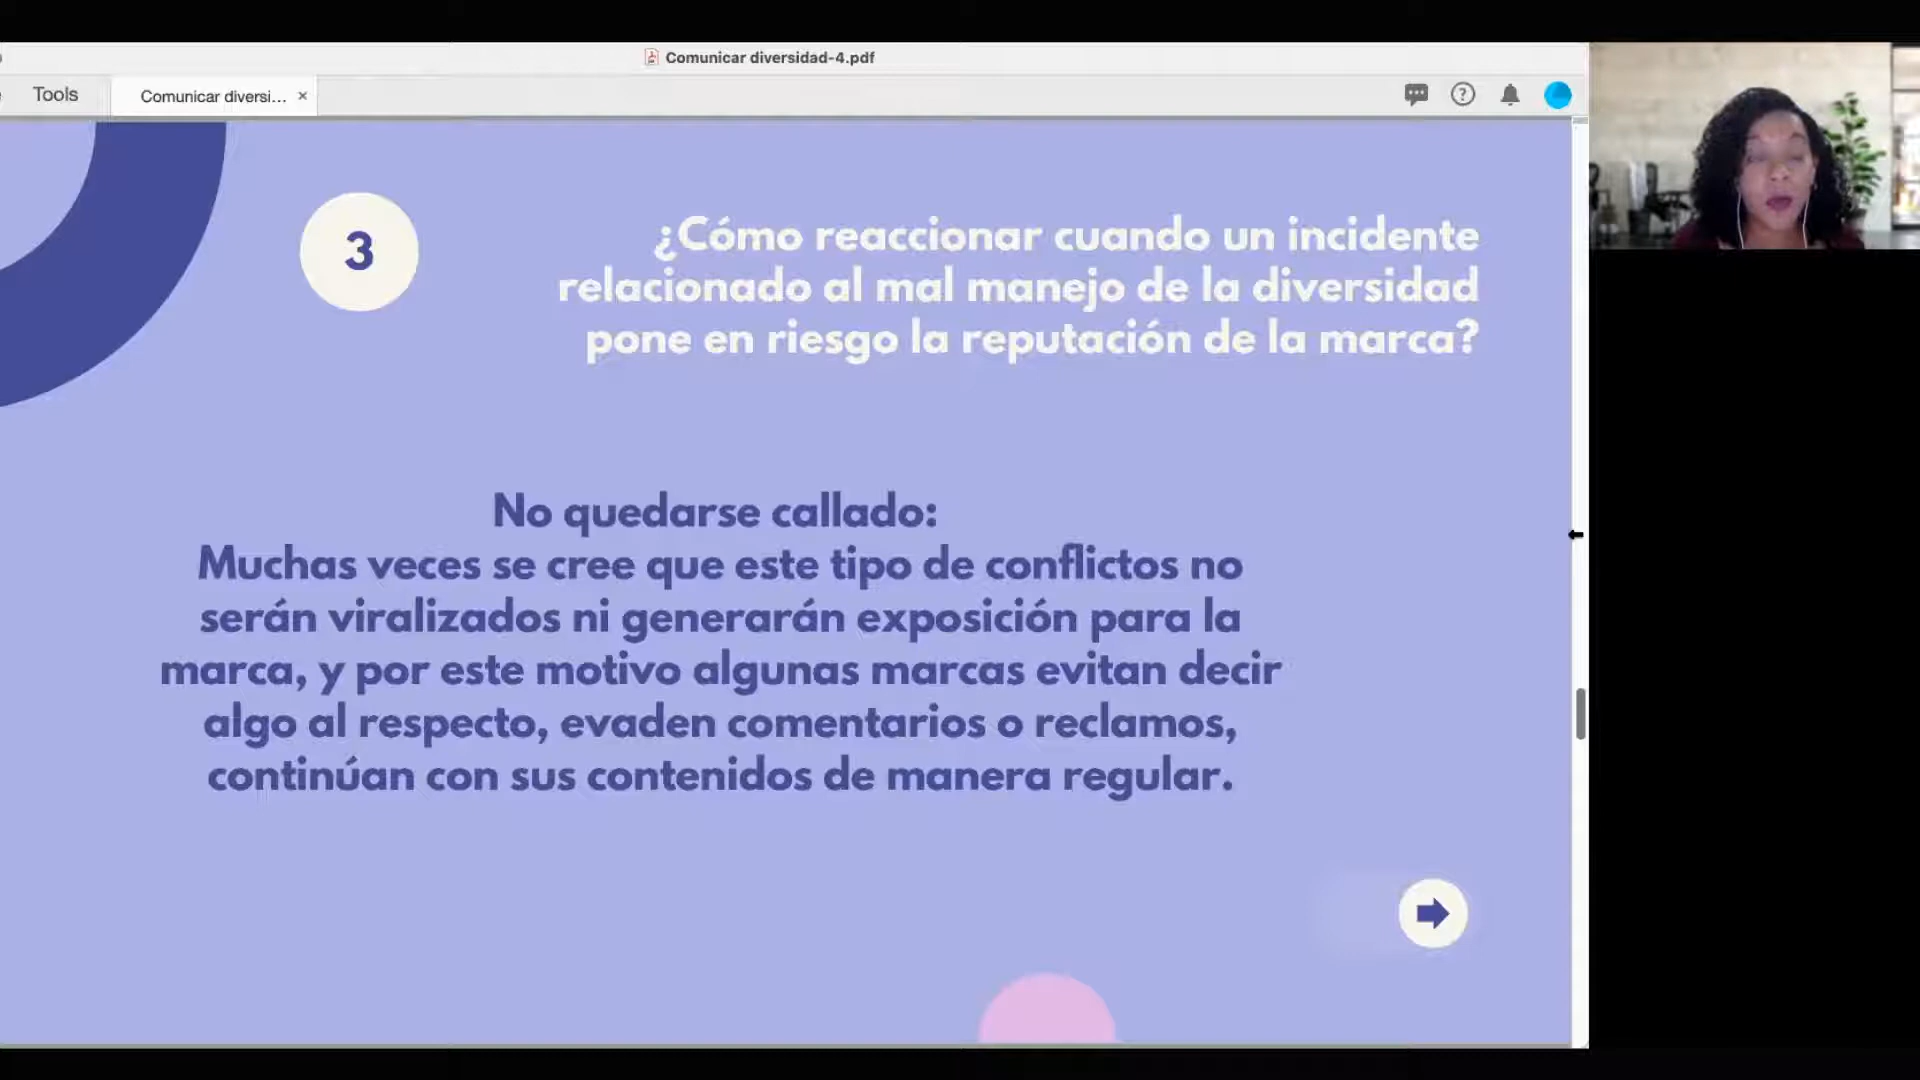 Comunicar diversidad-4.pdf
Tools
Comunicar diversi... ×
3
¿Cómo reaccionar cuando un incidente
relacionado al mal manejo de la diversidad
pone en riesgo la reputación de la marca?
No quedarse callado:
Muchas veces se cree que este tipo de conflictos no
serán viralizados ni generarán exposición para la
marca, y por este motivo algunas marcas evitan decir
algo al respecto, evaden comentarios o reclamos,
continúan con sus contenidos de manera regular.